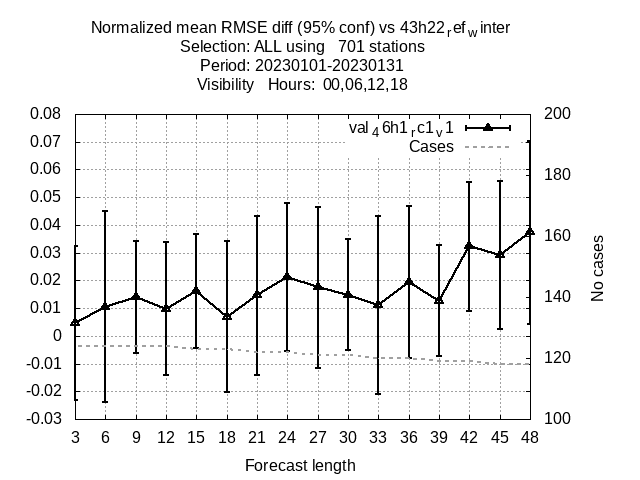 Normalized mean RMSE diff (95% conf) vs 43h22refwinter
Selection: ALL using 701 stations
Period: 20230101-20230131
Visibility Hours: 00,06,12,18
val46h1rc1v1
Cases
0.08
0.07
0.06
0.05
0.04
0.03
0.02
0.01
0
-0.01
-0.02
-0.03
200
180
160
140
120
100
No cases
3 6 9 12 15 18 21 24 27 30 33 36 39 42 45 48
Forecast length